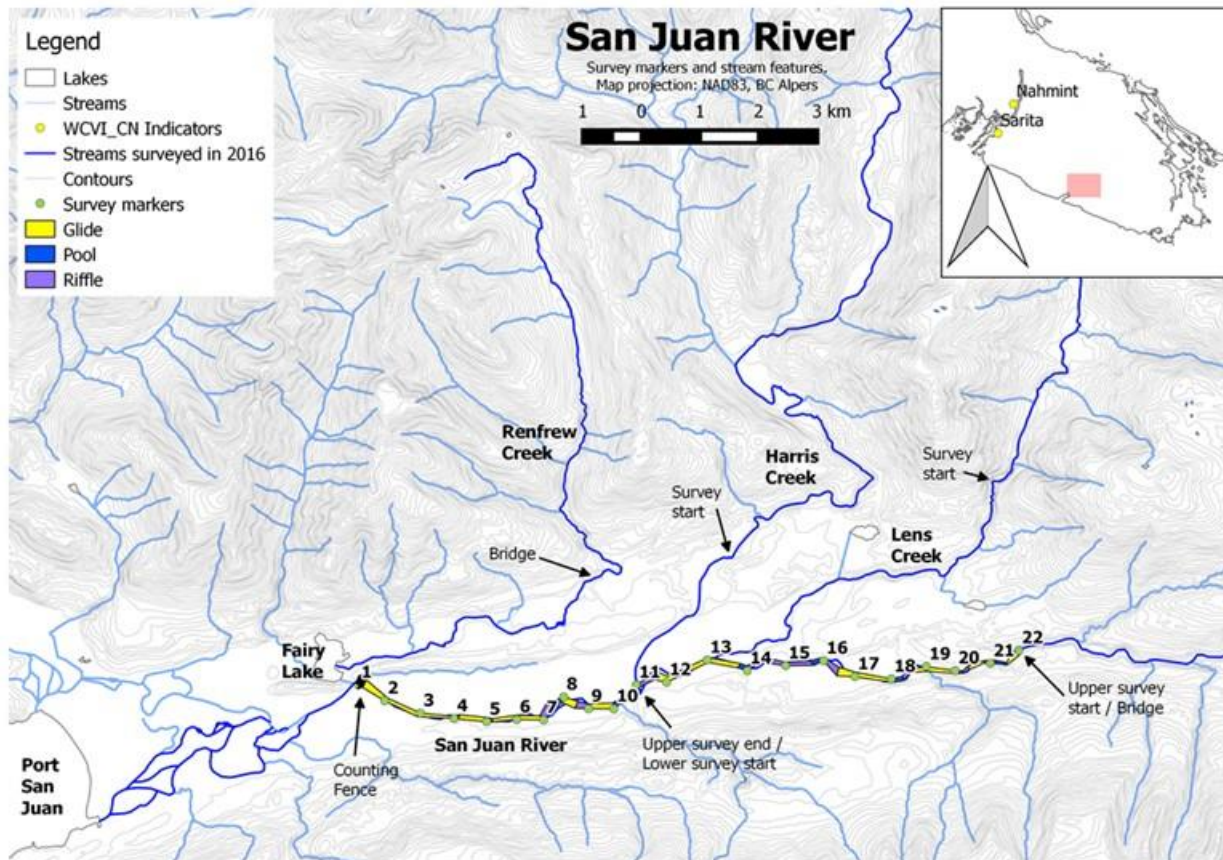 San Juan River
Survey markers and stream features.
Map projection: NAD83, BC Alpers
1 0 1 2 3 km
Legend
Lakes
Streams
WCVI_CN Indicators
Streams surveyed in 2016
Contours
Survey markers
Glide
Pool
Riffle
Nahmint
Sarita
Renfrew
Creek
Harris
Creek
Survey
start
Survey
start
Lens
Creek
Bridge
Fairy
Lake
1
2
3
4
5
6
7
8
9
10
11
12
13
14
15
16
17
18
19
20
21
22
San Juan River
Counting
Fence
Upper survey end /
Lower survey start
Upper survey
start / Bridge
Port
San
Juan